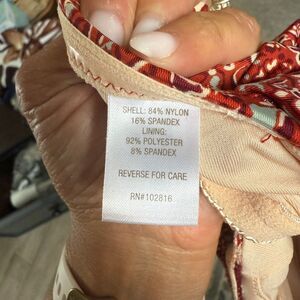 SHELL: 84% NYLON
16% SPANDEX
LINING:
92% POLYESTER
8% SPANDEX
REVERSE FOR CARE
RN#102816